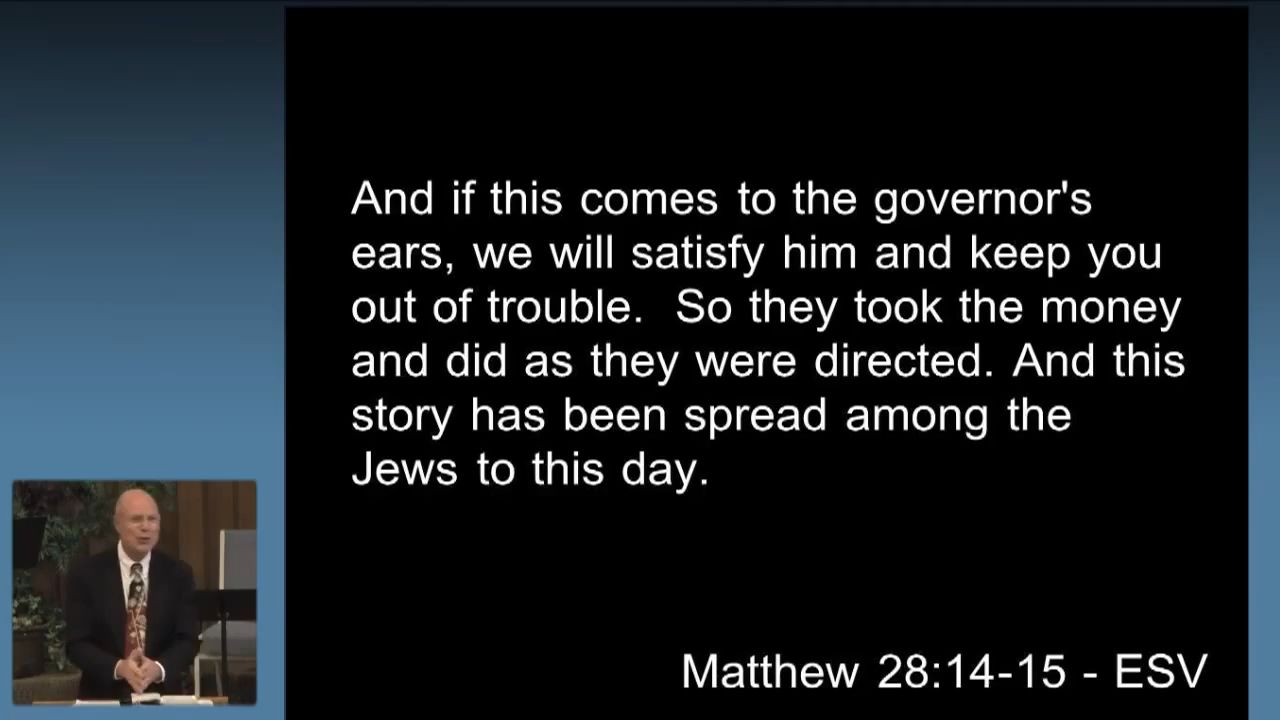 And if this comes to the governor's
ears, we will satisfy him and keep you
out of trouble.  So they took the money
and did as they were directed. And this
story has been spread among the
Jews to this day.
Matthew 28:14-15 - ESV